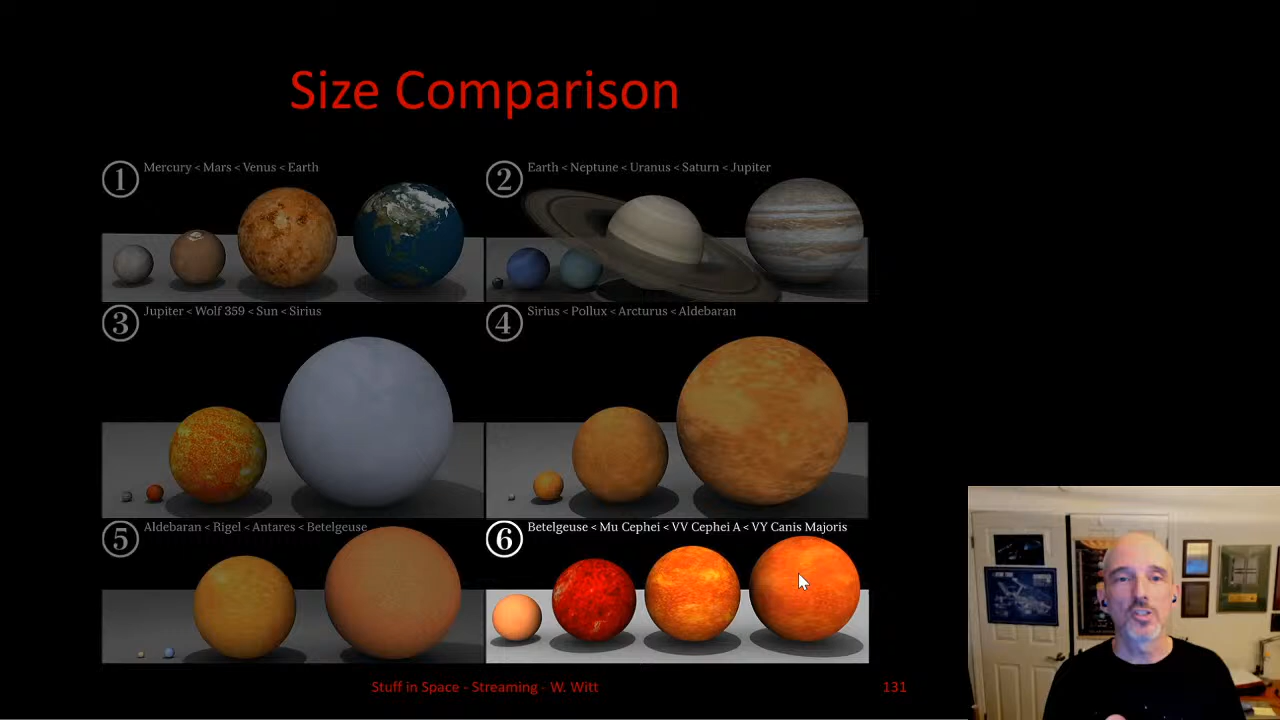 Size Comparison
1 Mercury < Mars < Venus < Earth
2 Earth < Neptune < Uranus < Saturn < Jupiter
3 Jupiter < Wolf 359 < Sun < Sirius
4 Sirius < Pollux < Arcturus < Aldebaran
5 Aldebaran < Rigel < Antares < Betelgeuse
6 Betelgeuse < Mu Cephei < VV Cephei A < VY Canis Majoris
Stuff in Space - Streaming - W. Witt
131